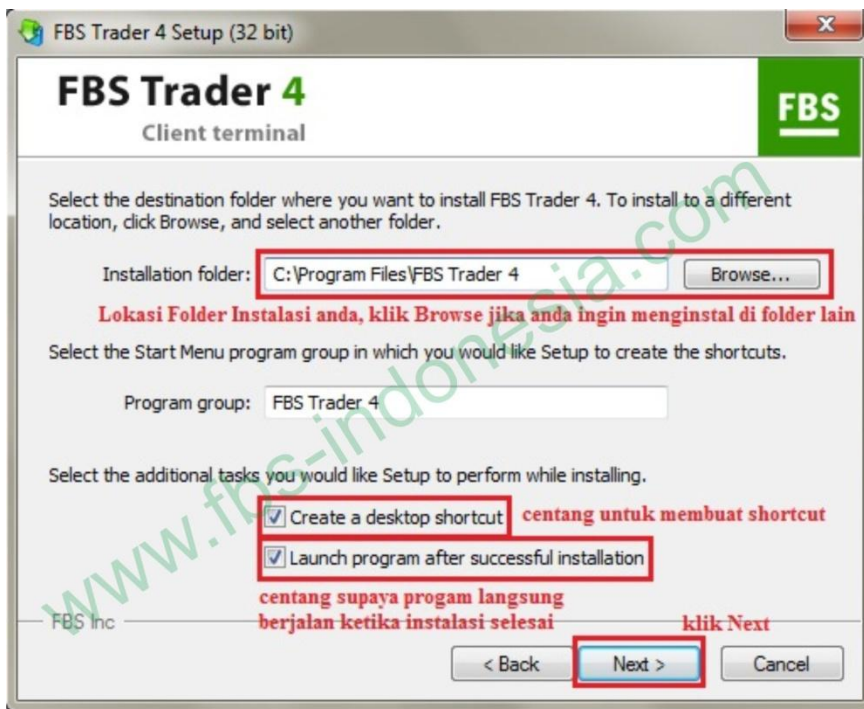 FBS Trader 4 Setup (32 bit)
FBS Trader 4
Client terminal
FBS
Select the destination folder where you want to install FBS Trader 4. To install to a different
location, click Browse, and select another folder.
Installation folder: C:\Program Files\FBS Trader 4 Browse...
Lokasi Folder Instalasi anda, klik Browse jika anda ingin menginstal di folder lain
Select the Start Menu program group in which you would like Setup to create the shortcuts.
Program group: FBS Trader 4
Select the additional tasks you would like Setup to perform while installing.
Create a desktop shortcut centang untuk membuat shortcut
Launch program after successful installation
centang supaya progam langsung
berjalan ketika instalasi selesai
klik Next
FBS Inc
< Back Next > Cancel
www.fbs-indonesia.com